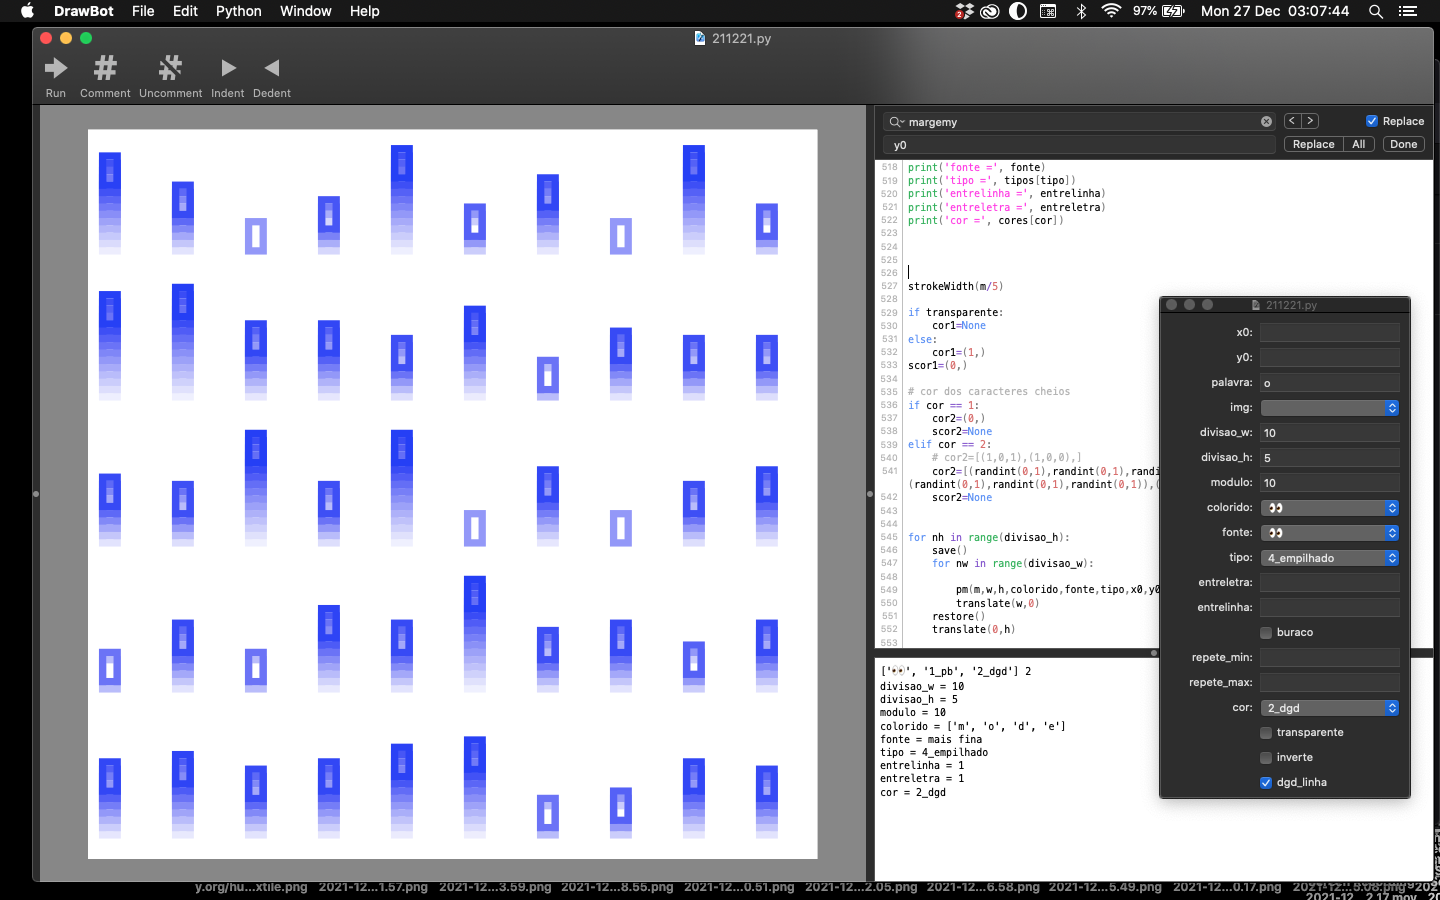 DrawBot File Edit Python Window Help
2 97% Mon 27 Dec 03:07:44
211221.py
Run Comment Uncomment Indent Dedent
margemy < > Replace
y0 Replace All Done
518 print('fonte =', fonte)
519 print('tipo =', tipos[tipo])
520 print('entrelinha =', entrelinha)
521 print('entreletra =', entreletra)
522 print('cor =', cores[cor])
523
524
525
526
527 strokeWidth(m/5)
528
529 if transparente:
530 cor1=None
531 else:
532 cor1=(1,)
533 scor1=(0,)
534
535 # cor dos caracteres cheios
536 if cor == 1:
537 cor2=(0,)
538 scor2=None
539 elif cor == 2:
540 # cor2=[(1,0,1),(1,0,0),]
541 cor2=[(randint(0,1),randint(0,1),randi
(randint(0,1),randint(0,1),randint(0,1)),(
542 scor2=None
543
544
545 for nh in range(divisao_h):
546 save()
547 for nw in range(divisao_w):
548
549 pm(m,w,h,colorido,fonte,tipo,x0,y0
550 translate(w,0)
551 restore()
552 translate(0,h)
553
['👀', '1_pb', '2_dgd'] 2
divisao_w = 10
divisao_h = 5
modulo = 10
colorido = ['m', 'o', 'd', 'e']
fonte = mais fina
tipo = 4_empilhado
entrelinha = 1
entreletra = 1
cor = 2_dgd
211221.py
x0:
y0:
palavra: o
img:
divisao_w: 10
divisao_h: 5
modulo: 10
colorido: 👀
fonte: 👀
tipo: 4_empilhado
entreletra:
entrelinha:
buraco
repete_min:
repete_max:
cor: 2_dgd
transparente
inverte
dgd_linha
y.org/hu...xtile.png 2021-12...1.57.png 2021-12...3.59.png 2021-12...8.55.png 2021-12...0.51.png 2021-12...2.05.png 2021-12...6.58.png 2021-12...5.49.png 2021-12...0.17.png